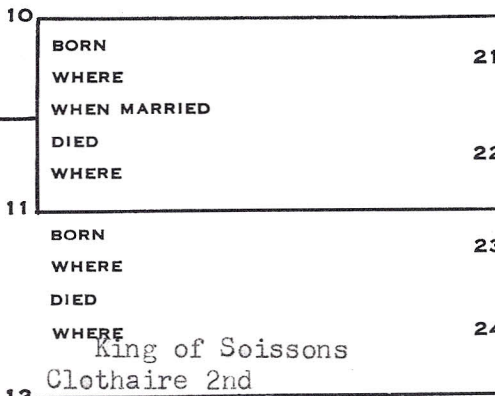 10
BORN
21
WHERE
WHEN MARRIED
DIED
22
WHERE
11
BORN
23
WHERE
DIED
WHERE
24
King of Soissons
Clothaire 2nd
12